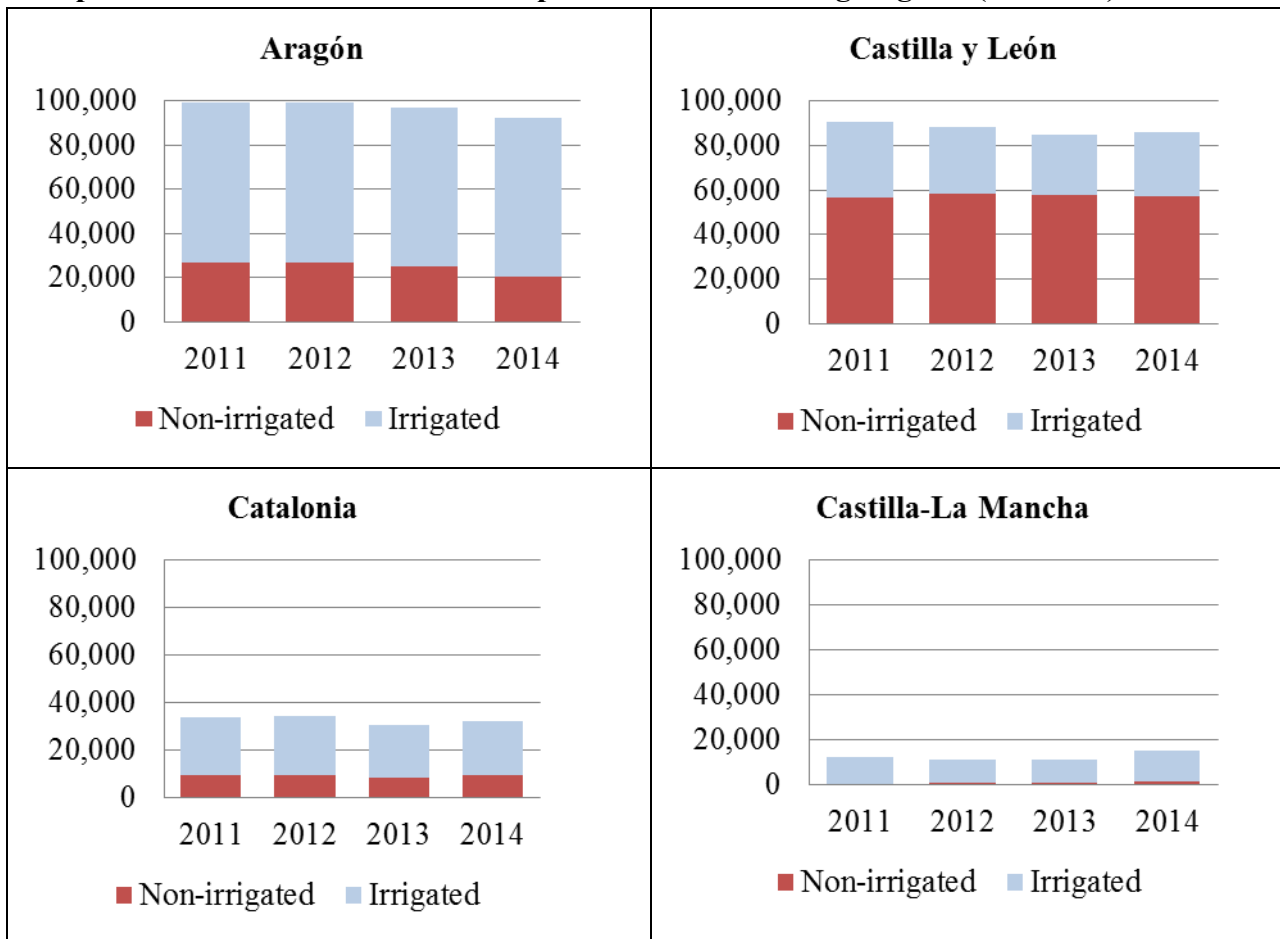 Aragón
100,000
80,000
60,000
40,000
20,000
0
2011 2012 2013 2014
Non-irrigated Irrigated
Castilla y León
100,000
80,000
60,000
40,000
20,000
0
2011 2012 2013 2014
Non-irrigated Irrigated
Catalonia
100,000
80,000
60,000
40,000
20,000
0
2011 2012 2013 2014
Non-irrigated Irrigated
Castilla-La Mancha
100,000
80,000
60,000
40,000
20,000
0
2011 2012 2013 2014
Non-irrigated Irrigated